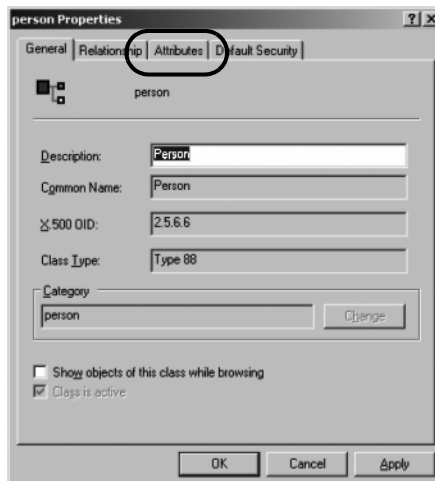 person Properties ? ×
General Relationship Attributes Default Security
person
Description: Person
Common Name: Person
X.500 OID: 2.5.6.6
Class Type: Type 88
Category
person Change
Show objects of this class while browsing
Class is active
OK Cancel Apply